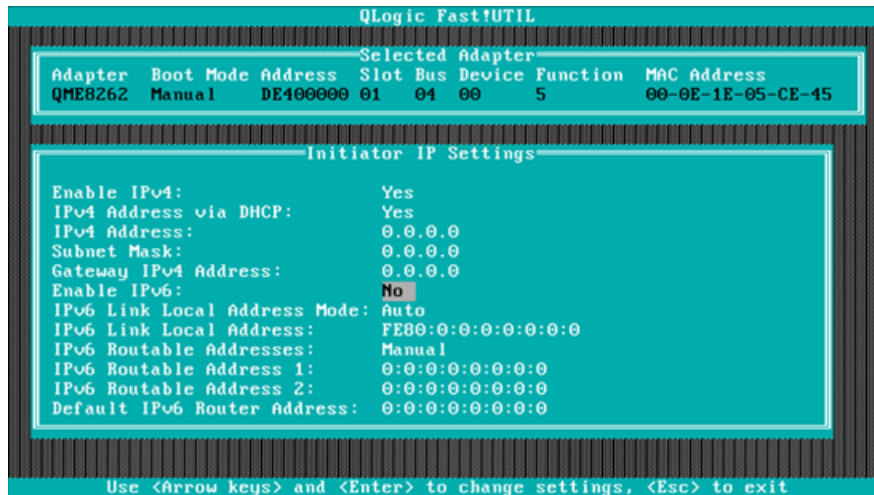 QLogic Fast!UTIL
Selected Adapter
Adapter Boot Mode Address Slot Bus Device Function MAC Address
QME8262 Manual DE400000 01 04 00 5 00-0E-1E-05-CE-45
Initiator IP Settings
Enable IPv4: Yes
IPv4 Address via DHCP: Yes
IPv4 Address: 0.0.0.0
Subnet Mask: 0.0.0.0
Gateway IPv4 Address: 0.0.0.0
Enable IPv6: No
IPv6 Link Local Address Mode: Auto
IPv6 Link Local Address: FE80:0:0:0:0:0:0:0
IPv6 Routable Addresses: Manual
IPv6 Routable Address 1: 0:0:0:0:0:0:0:0
IPv6 Routable Address 2: 0:0:0:0:0:0:0:0
Default IPv6 Router Address: 0:0:0:0:0:0:0:0
Use <Arrow keys> and <Enter> to change settings, <Esc> to exit